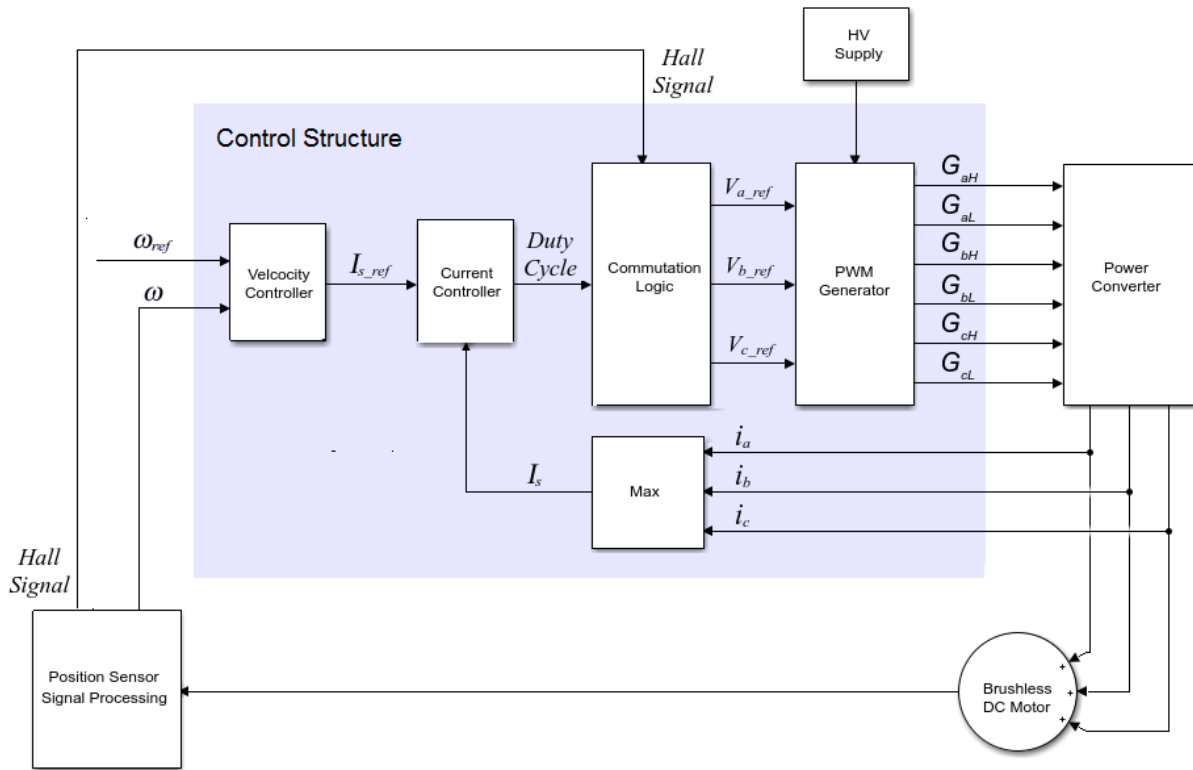 HV
Supply
Hall
Signal
Control Structure
ω_ref
ω
Velcocity
Controller
I_s_ref
Current
Controller
Duty
Cycle
Commutation
Logic
V_a_ref
V_b_ref
V_c_ref
PWM
Generator
G_aH
G_aL
G_bH
G_bL
G_cH
G_cL
Power
Converter
I_s
Max
i_a
i_b
i_c
Hall
Signal
Position Sensor
Signal Processing
Brushless
DC Motor
+
+
+